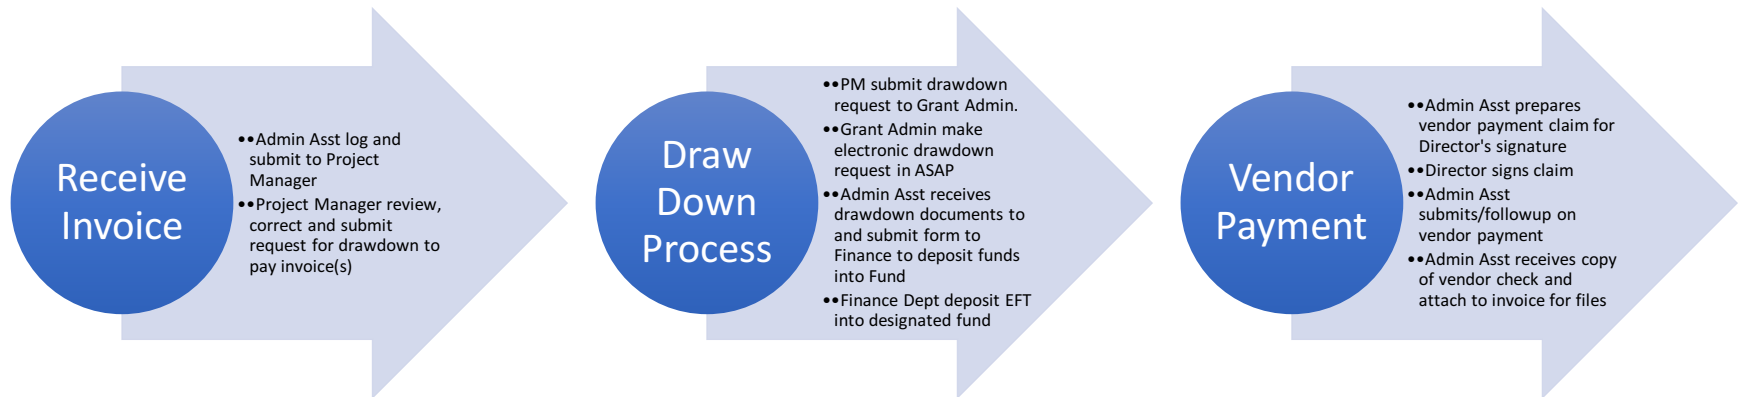 Receive
Invoice
••Admin Asst log and
submit to Project
Manager
••Project Manager review,
correct and submit
request for drawdown to
pay invoice(s)
Draw
Down
Process
••PM submit drawdown
request to Grant Admin.
••Grant Admin make
electronic drawdown
request in ASAP
••Admin Asst receives
drawdown documents to
and submit form to
Finance to deposit funds
into Fund
••Finance Dept deposit EFT
into designated fund
Vendor
Payment
••Admin Asst prepares
vendor payment claim for
Director's signature
••Director signs claim
••Admin Asst
submits/followup on
vendor payment
••Admin Asst receives copy
of vendor check and
attach to invoice for files